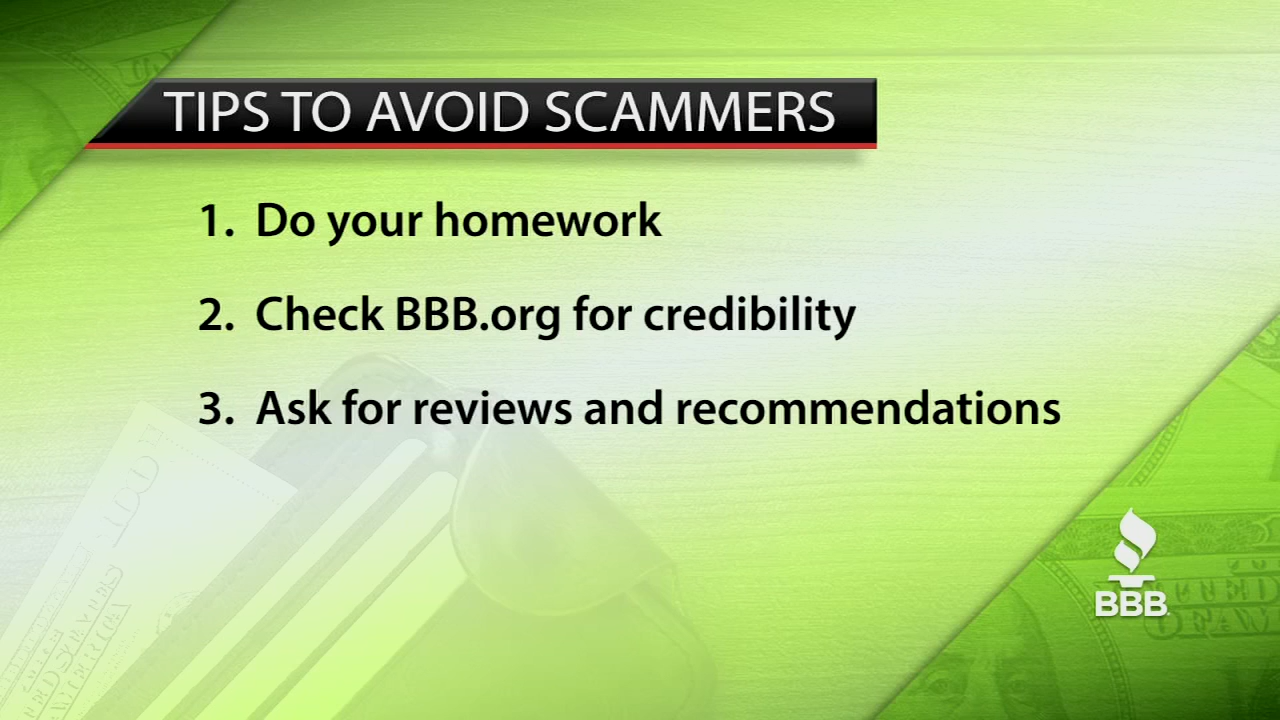 TIPS TO AVOID SCAMMERS
1. Do your homework
2. Check BBB.org for credibility
3. Ask for reviews and recommendations
BBB